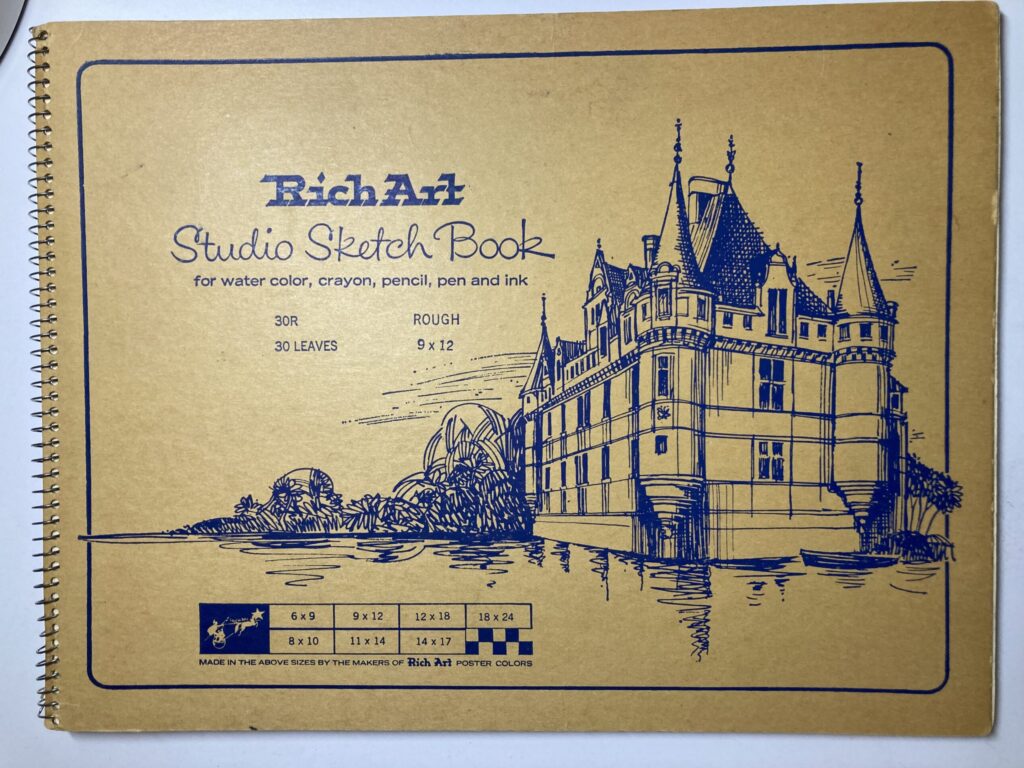 Rich Art
Studio Sketch Book
for water color, crayon, pencil, pen and ink
30R ROUGH
30 LEAVES 9 x 12
6 x 9 9 x 12 12 x 18 18 x 24
8 x 10 11 x 14 14 x 17
MADE IN THE ABOVE SIZES BY THE MAKERS OF Rich Art POSTER COLORS